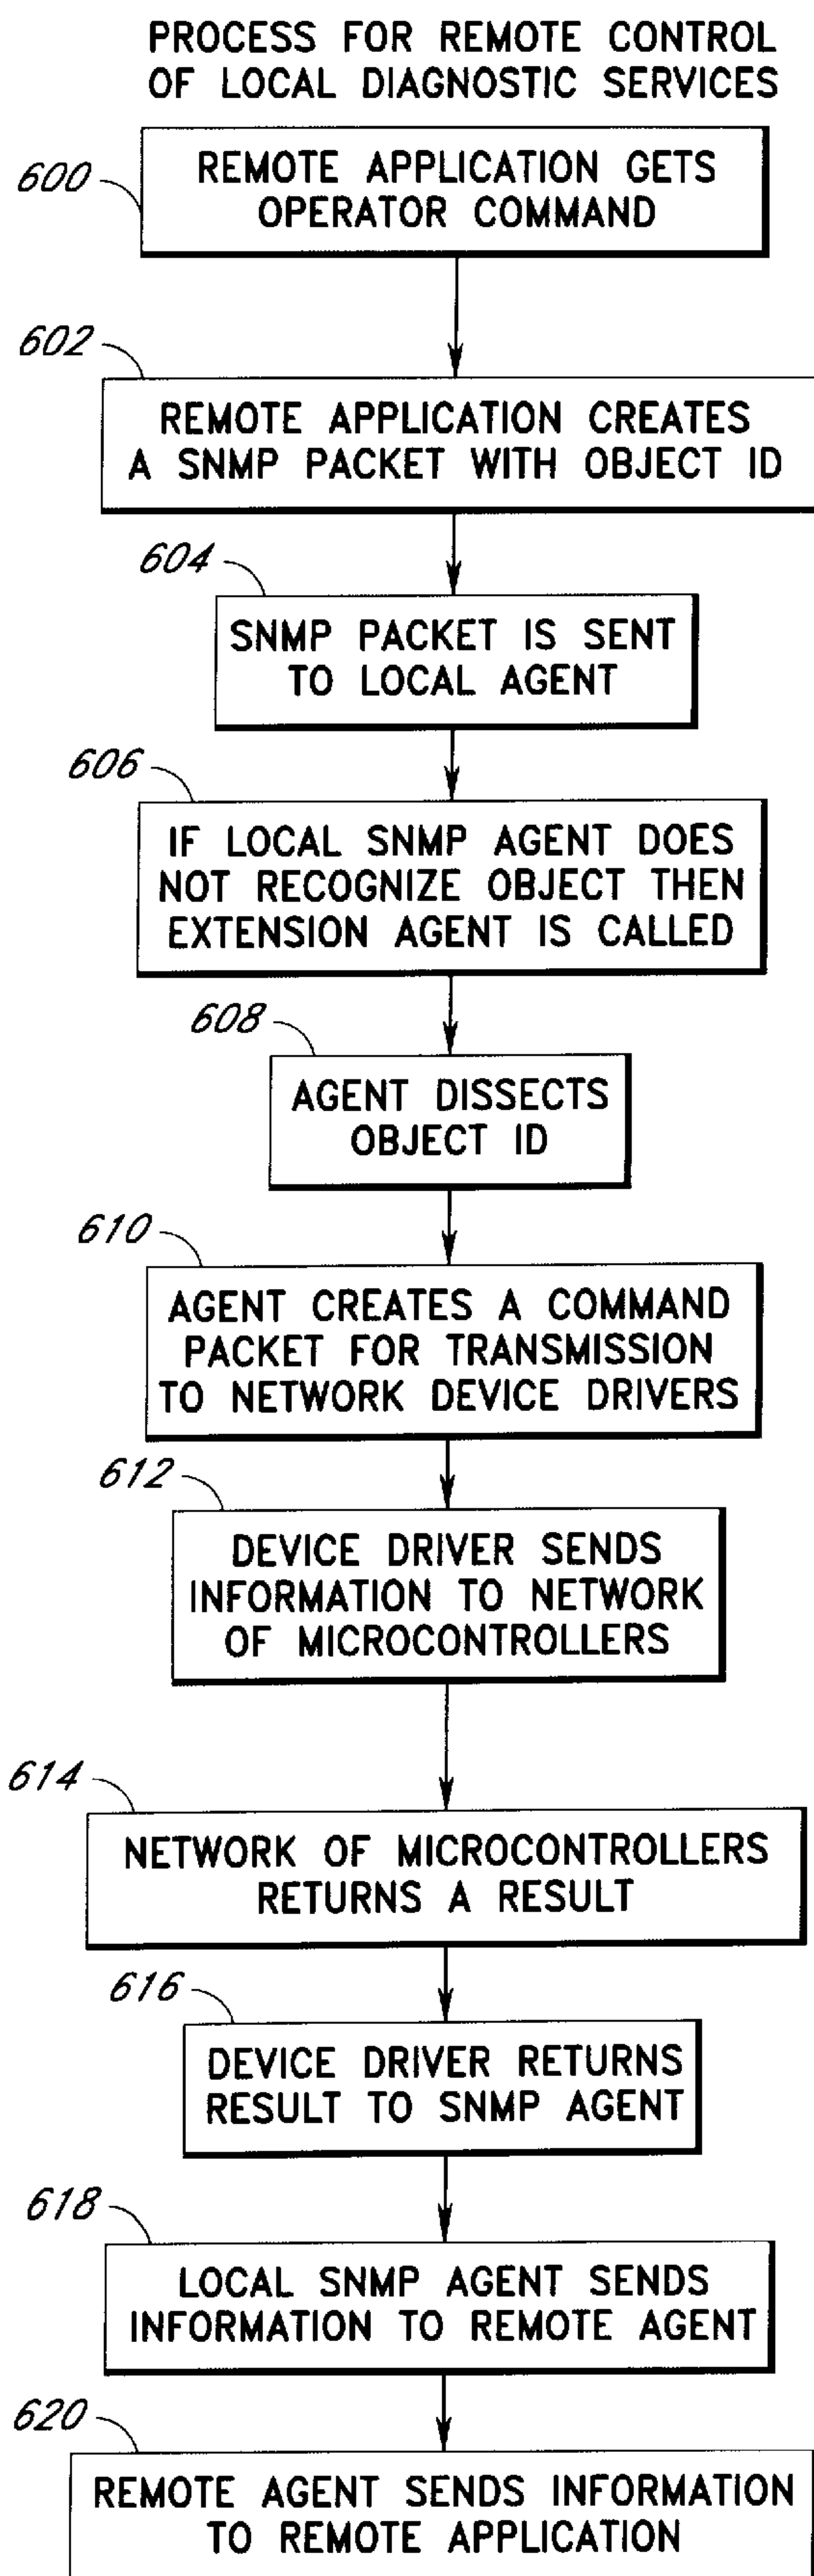 PROCESS FOR REMOTE CONTROL
OF LOCAL DIAGNOSTIC SERVICES
600
REMOTE APPLICATION GETS
OPERATOR COMMAND
602
REMOTE APPLICATION CREATES
A SNMP PACKET WITH OBJECT ID
604
SNMP PACKET IS SENT
TO LOCAL AGENT
606
IF LOCAL SNMP AGENT DOES
NOT RECOGNIZE OBJECT THEN
EXTENSION AGENT IS CALLED
608
AGENT DISSECTS
OBJECT ID
610
AGENT CREATES A COMMAND
PACKET FOR TRANSMISSION
TO NETWORK DEVICE DRIVERS
612
DEVICE DRIVER SENDS
INFORMATION TO NETWORK
OF MICROCONTROLLERS
614
NETWORK OF MICROCONTROLLERS
RETURNS A RESULT
616
DEVICE DRIVER RETURNS
RESULT TO SNMP AGENT
618
LOCAL SNMP AGENT SENDS
INFORMATION TO REMOTE AGENT
620
REMOTE AGENT SENDS INFORMATION
TO REMOTE APPLICATION